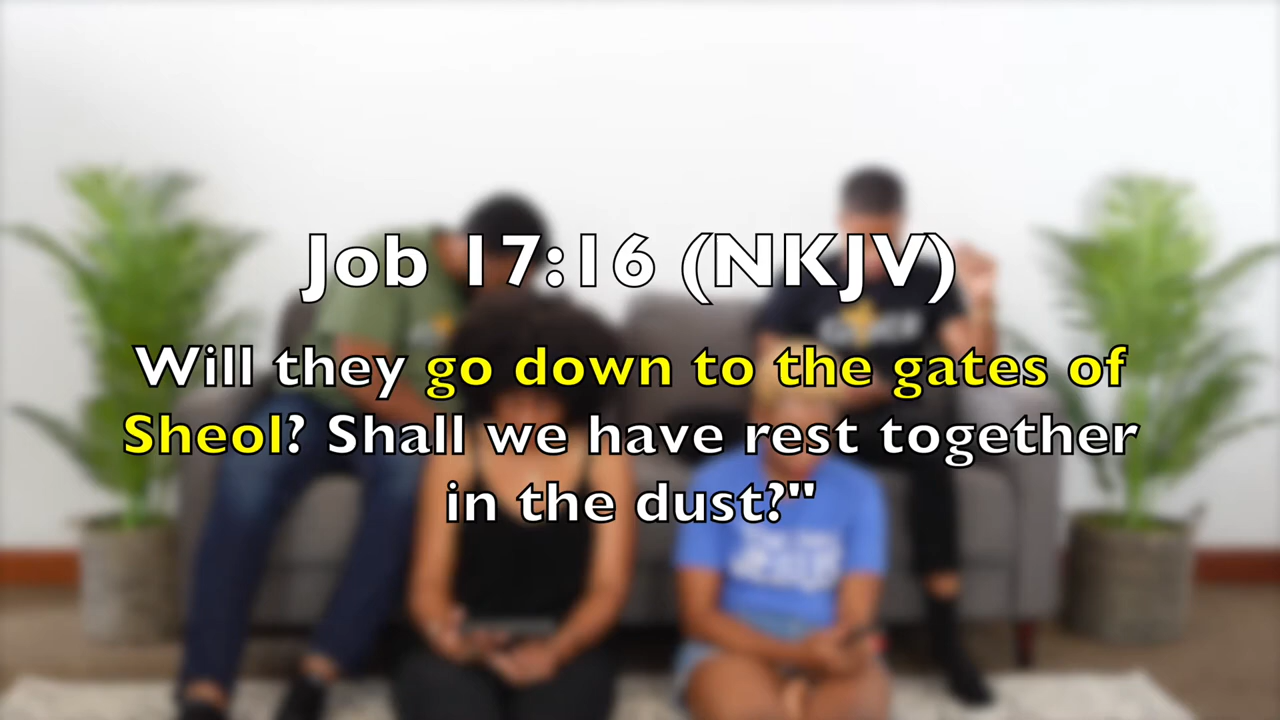 Job 17:16 (NKJV)
Will they go down to the gates of
Sheol? Shall we have rest together
in the dust?"